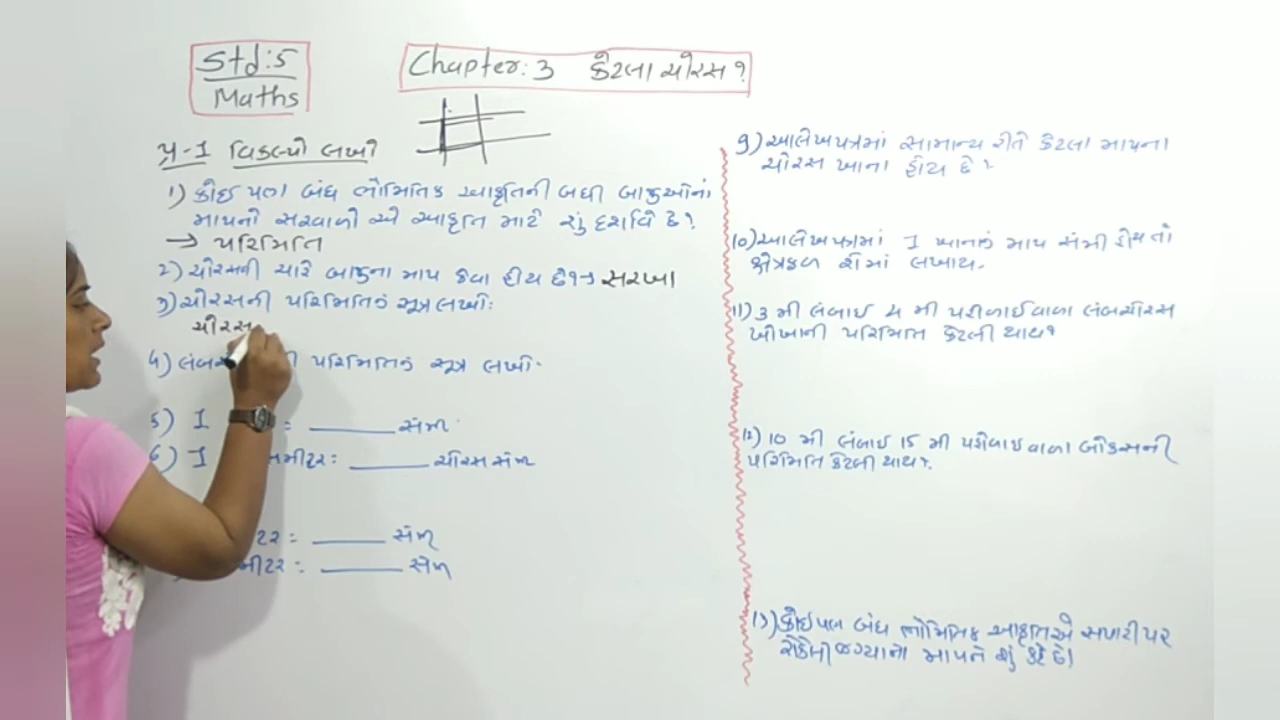 Std:5
Maths
Chapter: 3 કેટલા ચોરસ ?
પ્ર-1 વિકલ્પો લખો
1) કોઈ પણ બંધ ભૌમિતિક આકૃતિની બધી બાજુઓનાં
માપનો સરવાળો એ આકૃતિ માટે શું દર્શાવે છે?
→ પરિમિતિ
2) ચોરસની ચારે બાજુના માપ કેવા હોય છે? → સરખા
3) ચોરસની પરિમિતિનું સૂત્ર લખો:
ચોરસ
4) પરિમિતિનું સૂત્ર લખો.
5) 1 = ______ સેમી
6) 1 મીટર = ______ ચોરસ સેમી
ટર = ______ સેમી
મીટર = ______ સેમી
9) આલેખપત્રમાં સામાન્ય રીતે કેટલા માપના
ચોરસ ખાના હોય છે?
10) આલેખપત્રમાં 1 ખાનાનું માપ સેમી હોય તો
ક્ષેત્રફળ શેમાં લખાય.
11) 3 મી લંબાઈ 4 મી પહોળાઈવાળા લંબચોરસ
ખોખાની પરિમિતિ કેટલી થાય?
12) 10 મી લંબાઈ 15 મી પહોળાઈવાળા બોક્સની
પરિમિતિ કેટલી થાય?
13) કોઈપણ બંધ ભૌમિતિક આકૃતિએ સપાટી પર
રોકેલી જગ્યાના માપને શું કહે છે